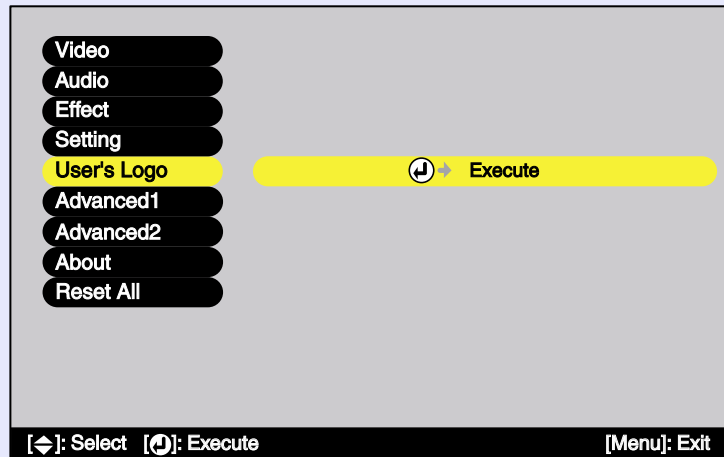 Video
Audio
Effect
Setting
User's Logo Execute
Advanced1
Advanced2
About
Reset All
[]: Select []: Execute [Menu]: Exit